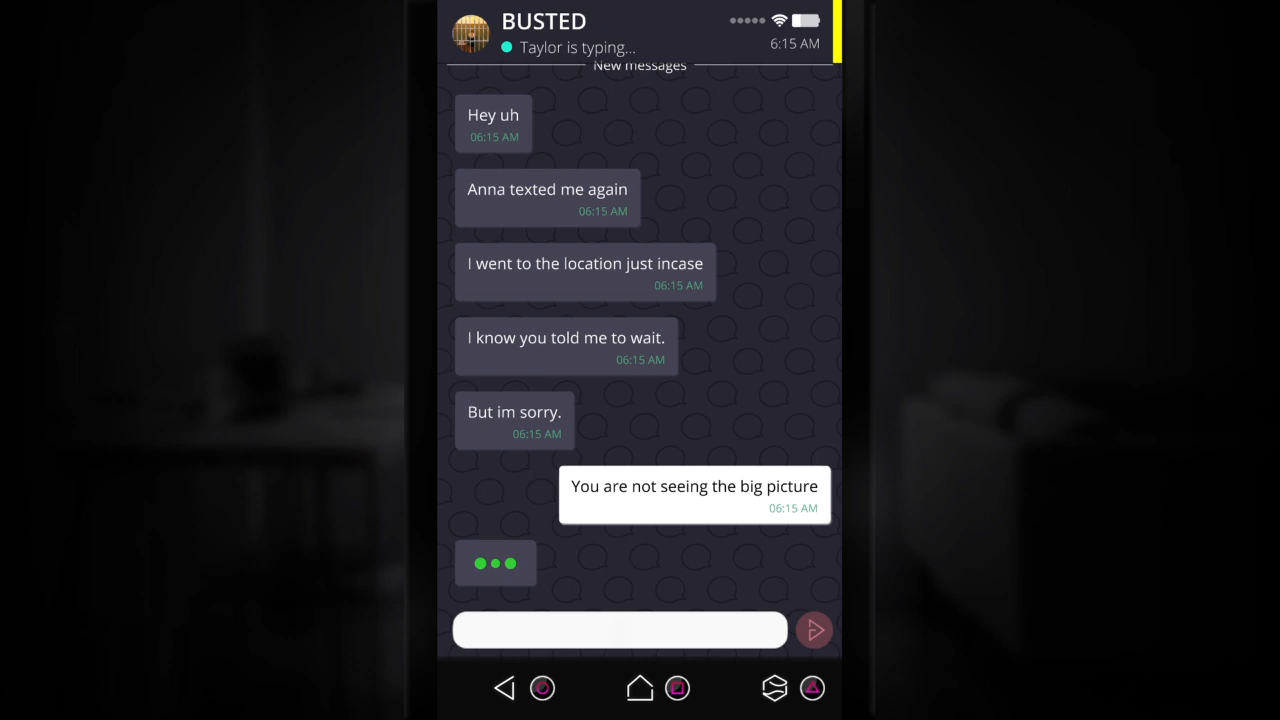 BUSTED
Taylor is typing...
6:15 AM
New messages
Hey uh
06:15 AM
Anna texted me again
06:15 AM
I went to the location just incase
06:15 AM
I know you told me to wait.
06:15 AM
But im sorry.
06:15 AM
You are not seeing the big picture
06:15 AM